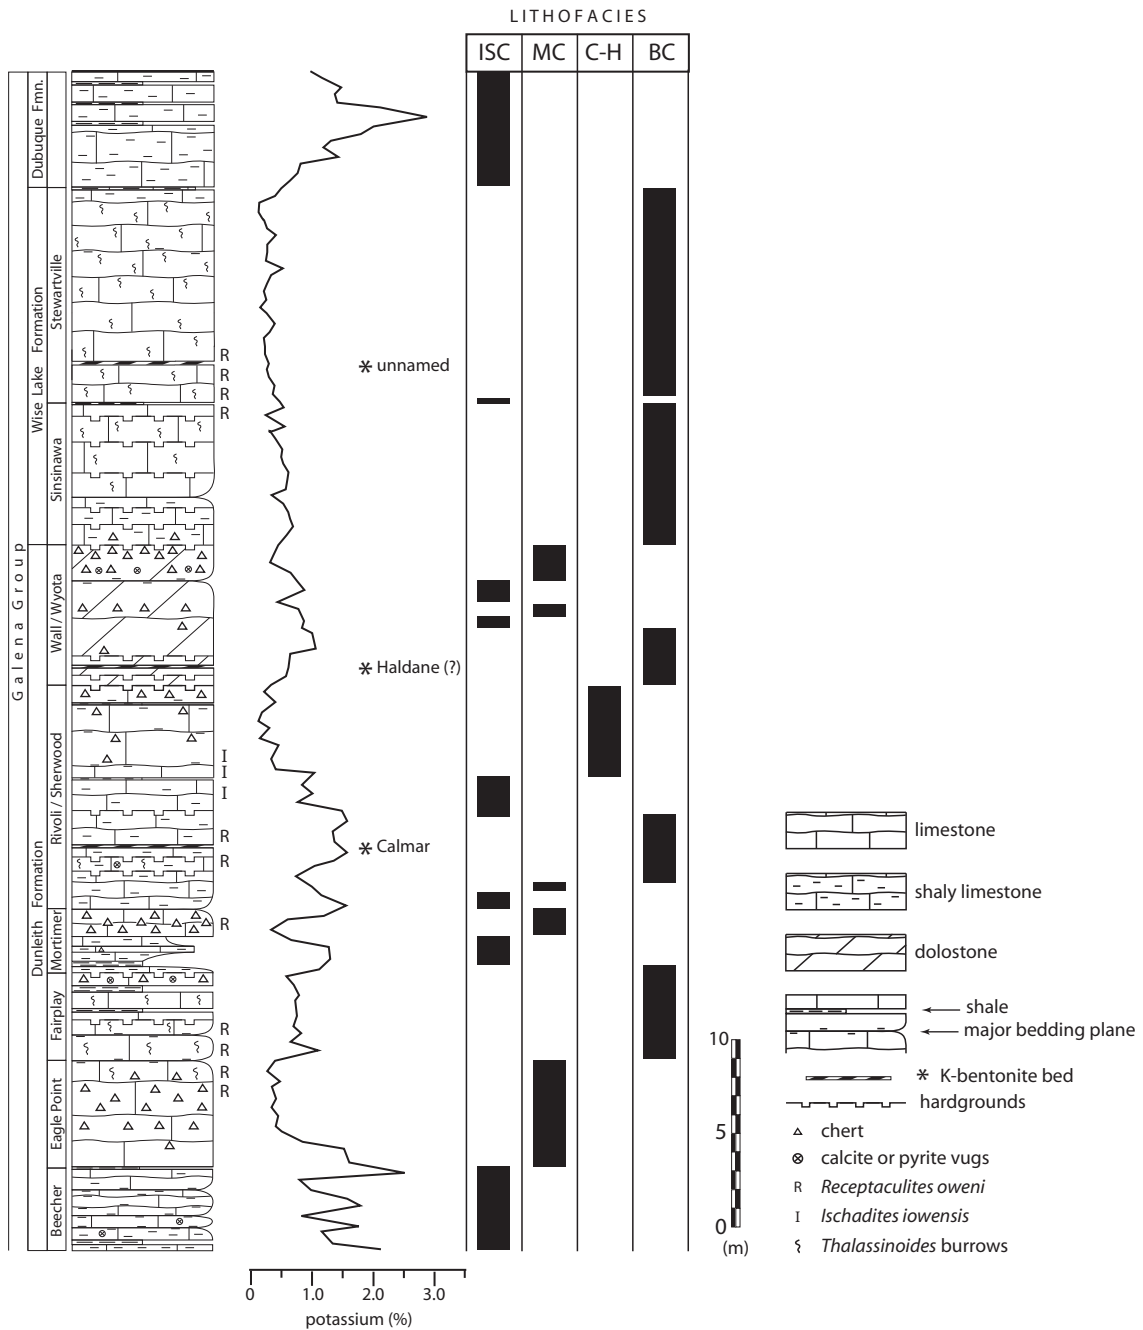 LITHOFACIES
ISC MC C-H BC
Galena Group
Dubuque Fmn.
Wise Lake Formation
Stewartville
Sinsinawa
Dunleith Formation
Wall / Wyota
Rivoli / Sherwood
Mortimer
Fairplay
Eagle Point
Beecher
R
R
R
R
I
I
I
R
R
R
R
R
R
R
* unnamed
* Haldane (?)
* Calmar
0 1.0 2.0 3.0
potassium (%)
10
5
0
(m)
limestone
shaly limestone
dolostone
shale
major bedding plane
* K-bentonite bed
hardgrounds
chert
calcite or pyrite vugs
R Receptaculites oweni
I Ischadites iowensis
Thalassinoides burrows